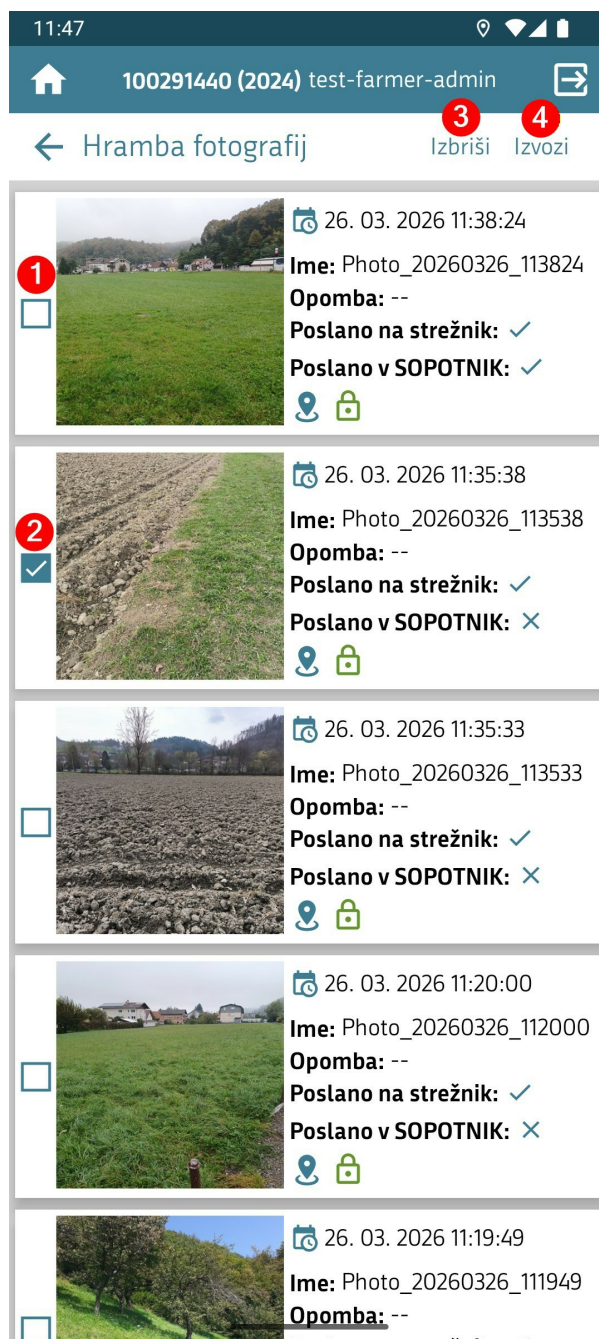 11:47
100291440 (2024) test-farmer-admin
3 4
Hramba fotografij Izbriši Izvozi
26. 03. 2026 11:38:24
1
Ime: Photo_20260326_113824
Opomba: --
Poslano na strežnik:
Poslano v SOPOTNIK:
26. 03. 2026 11:35:38
2
Ime: Photo_20260326_113538
Opomba: --
Poslano na strežnik:
Poslano v SOPOTNIK:
26. 03. 2026 11:35:33
Ime: Photo_20260326_113533
Opomba: --
Poslano na strežnik:
Poslano v SOPOTNIK:
26. 03. 2026 11:20:00
Ime: Photo_20260326_112000
Opomba: --
Poslano na strežnik:
Poslano v SOPOTNIK:
26. 03. 2026 11:19:49
Ime: Photo_20260326_111949
Opomba: --